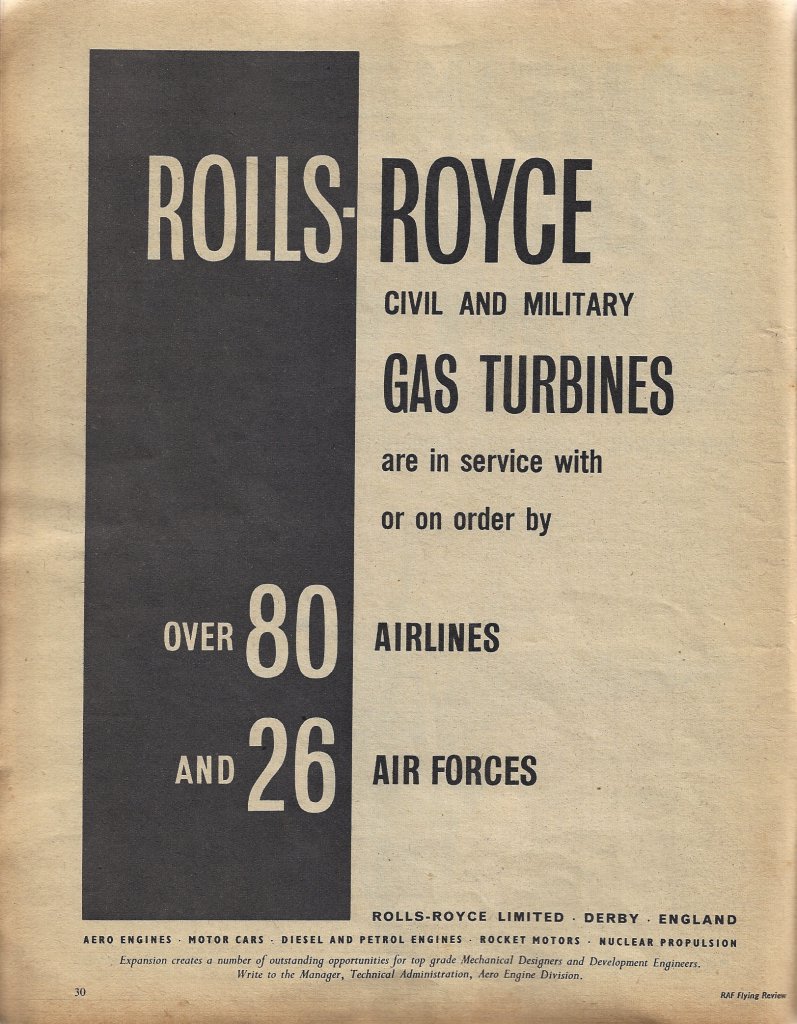 ROLLS-ROYCE
CIVIL AND MILITARY
GAS TURBINES
are in service with
or on order by
OVER 80 AIRLINES
AND 26 AIR FORCES
ROLLS-ROYCE LIMITED · DERBY · ENGLAND
AERO ENGINES · MOTOR CARS · DIESEL AND PETROL ENGINES · ROCKET MOTORS · NUCLEAR PROPULSION
Expansion creates a number of outstanding opportunities for top grade Mechanical Designers and Development Engineers.
Write to the Manager, Technical Administration, Aero Engine Division.
30
RAF Flying Review